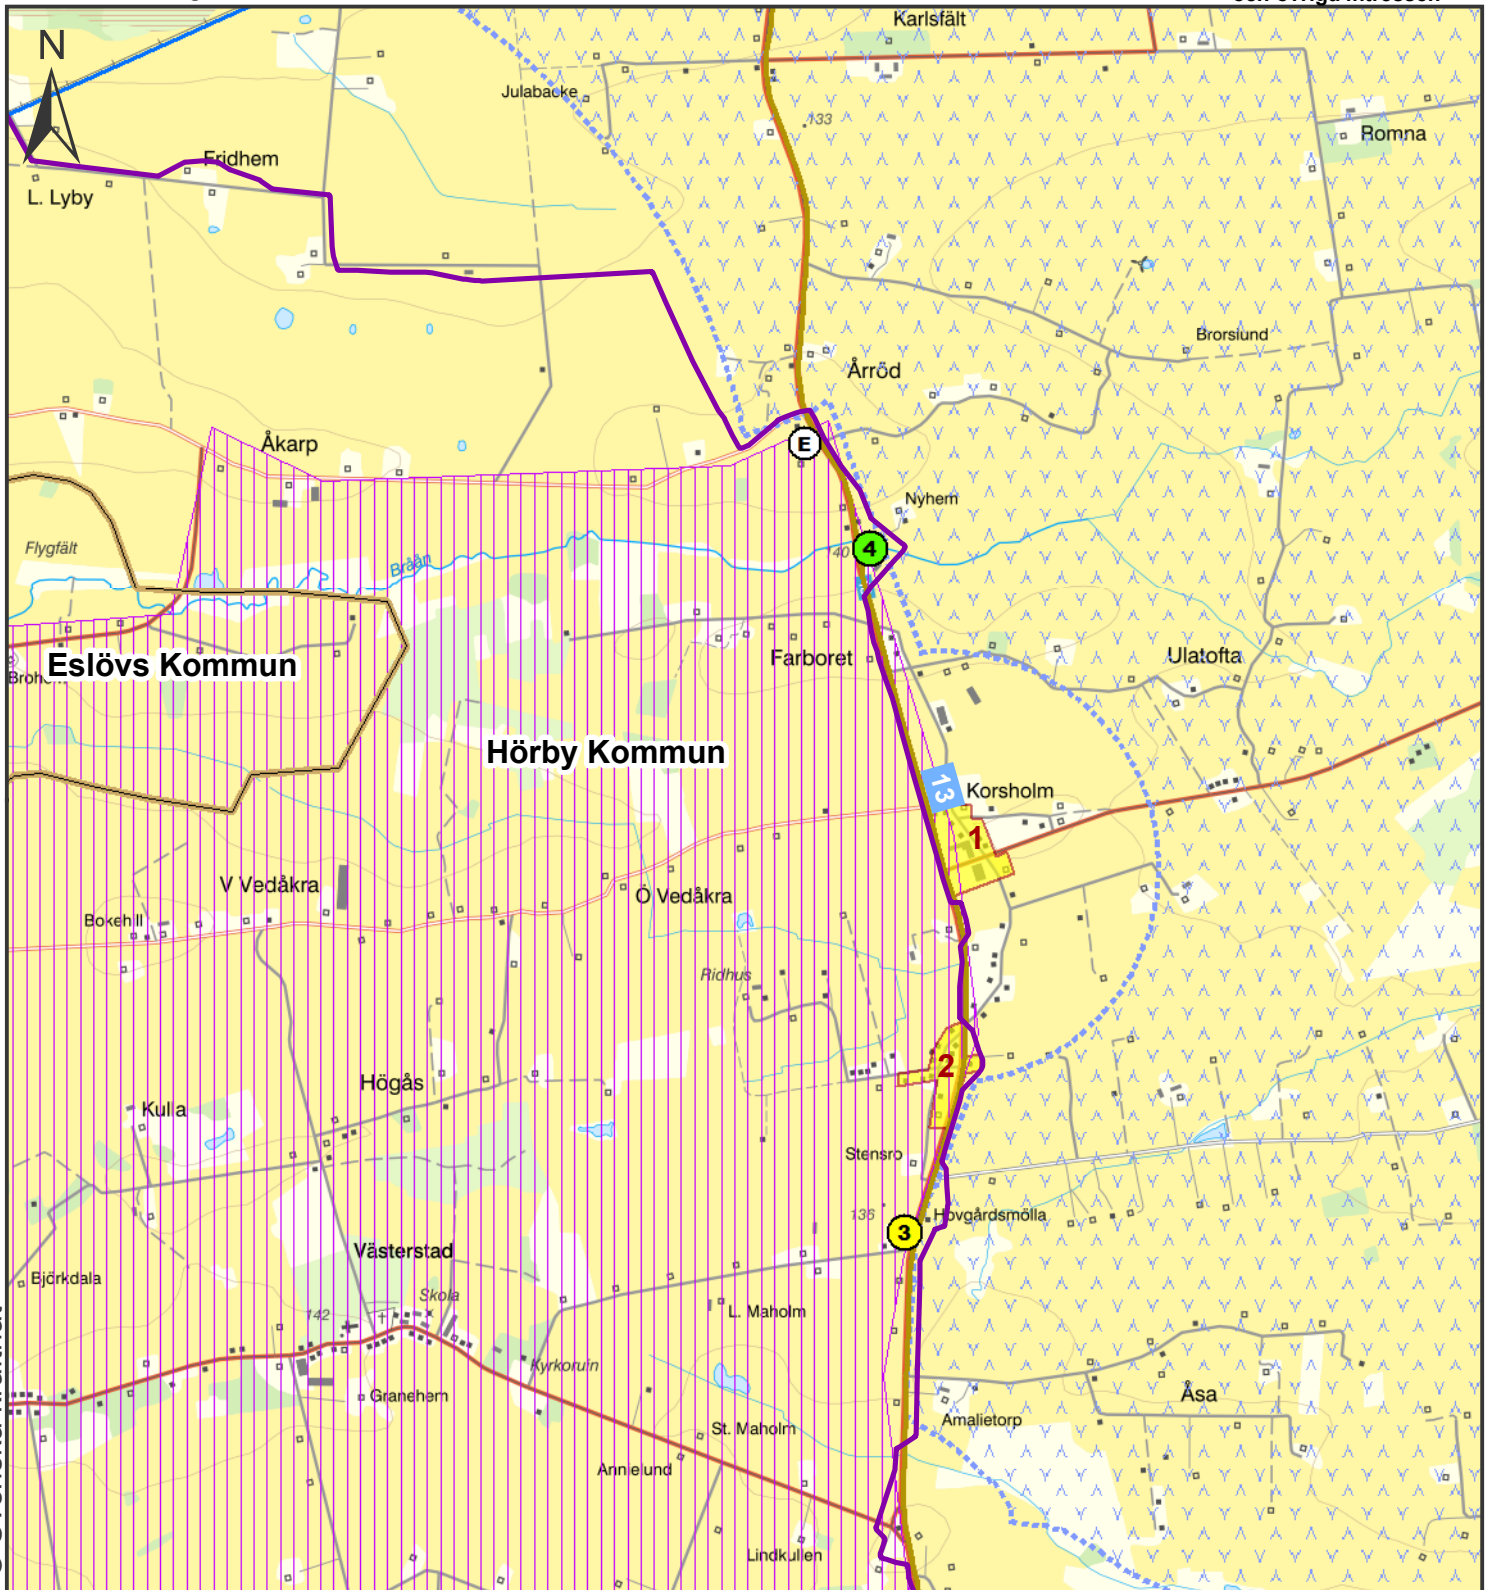 Karlsfält
N
Julabacke
133
Romna
Fridhem
L. Lyby
Brorslund
Årröd
Åkarp
E
Nyhem
Flygfält
Bråån
40
4
Farboret
Ulatofta
Eslövs Kommun
Hörby Kommun
13
Korsholm
1
V Vedåkra
Ö Vedåkra
Bokehill
Ridhus
2
Högås
Kulla
Stensro
136
Hovgårdsmölla
3
Västerstad
Björkdala
Skola
142
L. Maholm
Kyrkoruin
Granehem
Åsa
Amalietorp
St. Maholm
Annelund
Lindkullen